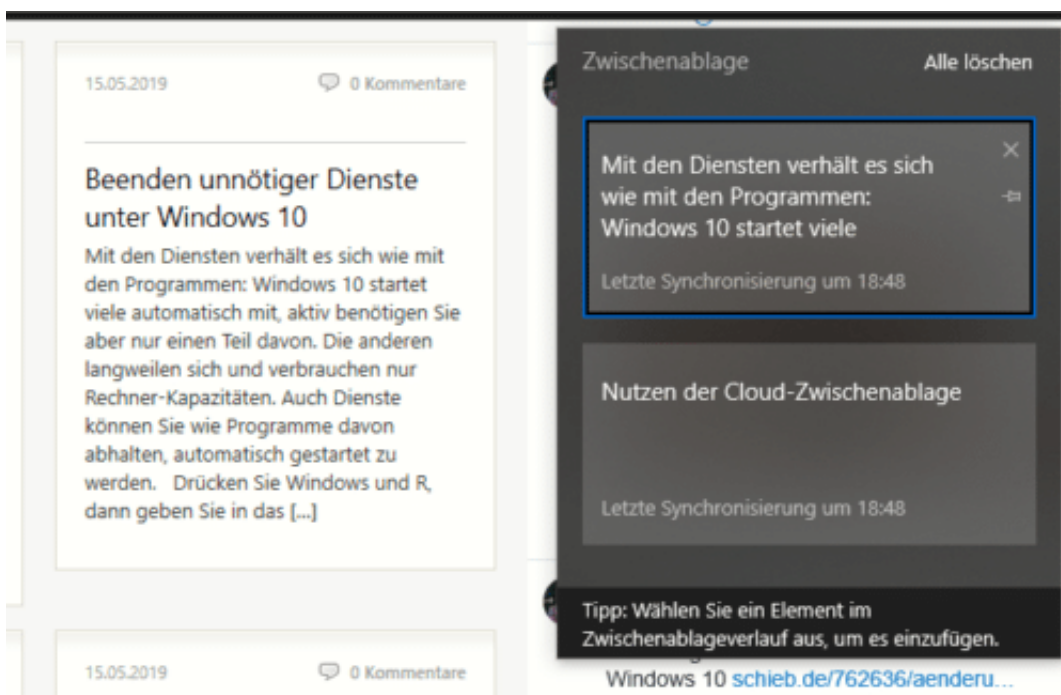 15.05.2019 0 Kommentare
Beenden unnötiger Dienste
unter Windows 10
Mit den Diensten verhält es sich wie mit
den Programmen: Windows 10 startet
viele automatisch mit, aktiv benötigen Sie
aber nur einen Teil davon. Die anderen
langweilen sich und verbrauchen nur
Rechner-Kapazitäten. Auch Dienste
können Sie wie Programme davon
abhalten, automatisch gestartet zu
werden. Drücken Sie Windows und R,
dann geben Sie in das [...]
15.05.2019 0 Kommentare
Zwischenablage Alle löschen
Mit den Diensten verhält es sich
wie mit den Programmen:
Windows 10 startet viele
Letzte Synchronisierung um 18:48
Nutzen der Cloud-Zwischenablage
Letzte Synchronisierung um 18:48
Tipp: Wählen Sie ein Element im
Zwischenablageverlauf aus, um es einzufügen.
Windows 10 schieb.de/762636/aenderu...